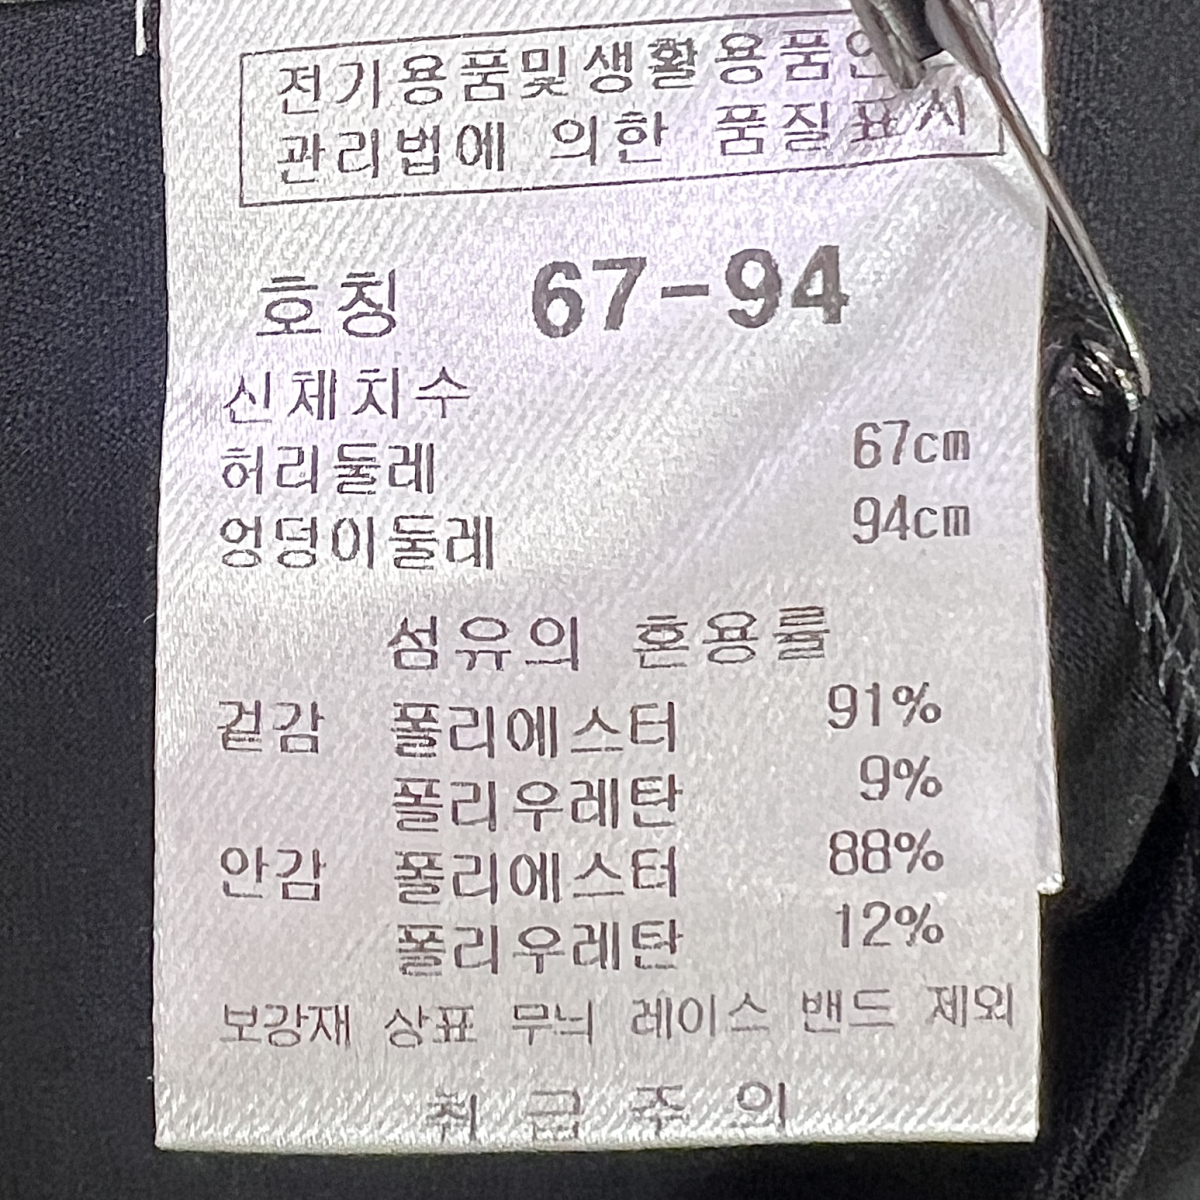 전기용품및생활용품안
관리법에 의한 품질표시
호칭 67-94
신체치수
허리둘레 67cm
엉덩이둘레 94cm
섬유의 혼용률
겉감 폴리에스터 91%
폴리우레탄 9%
안감 폴리에스터 88%
폴리우레탄 12%
보강재 상표 무늬 레이스 밴드 제외
취급주의